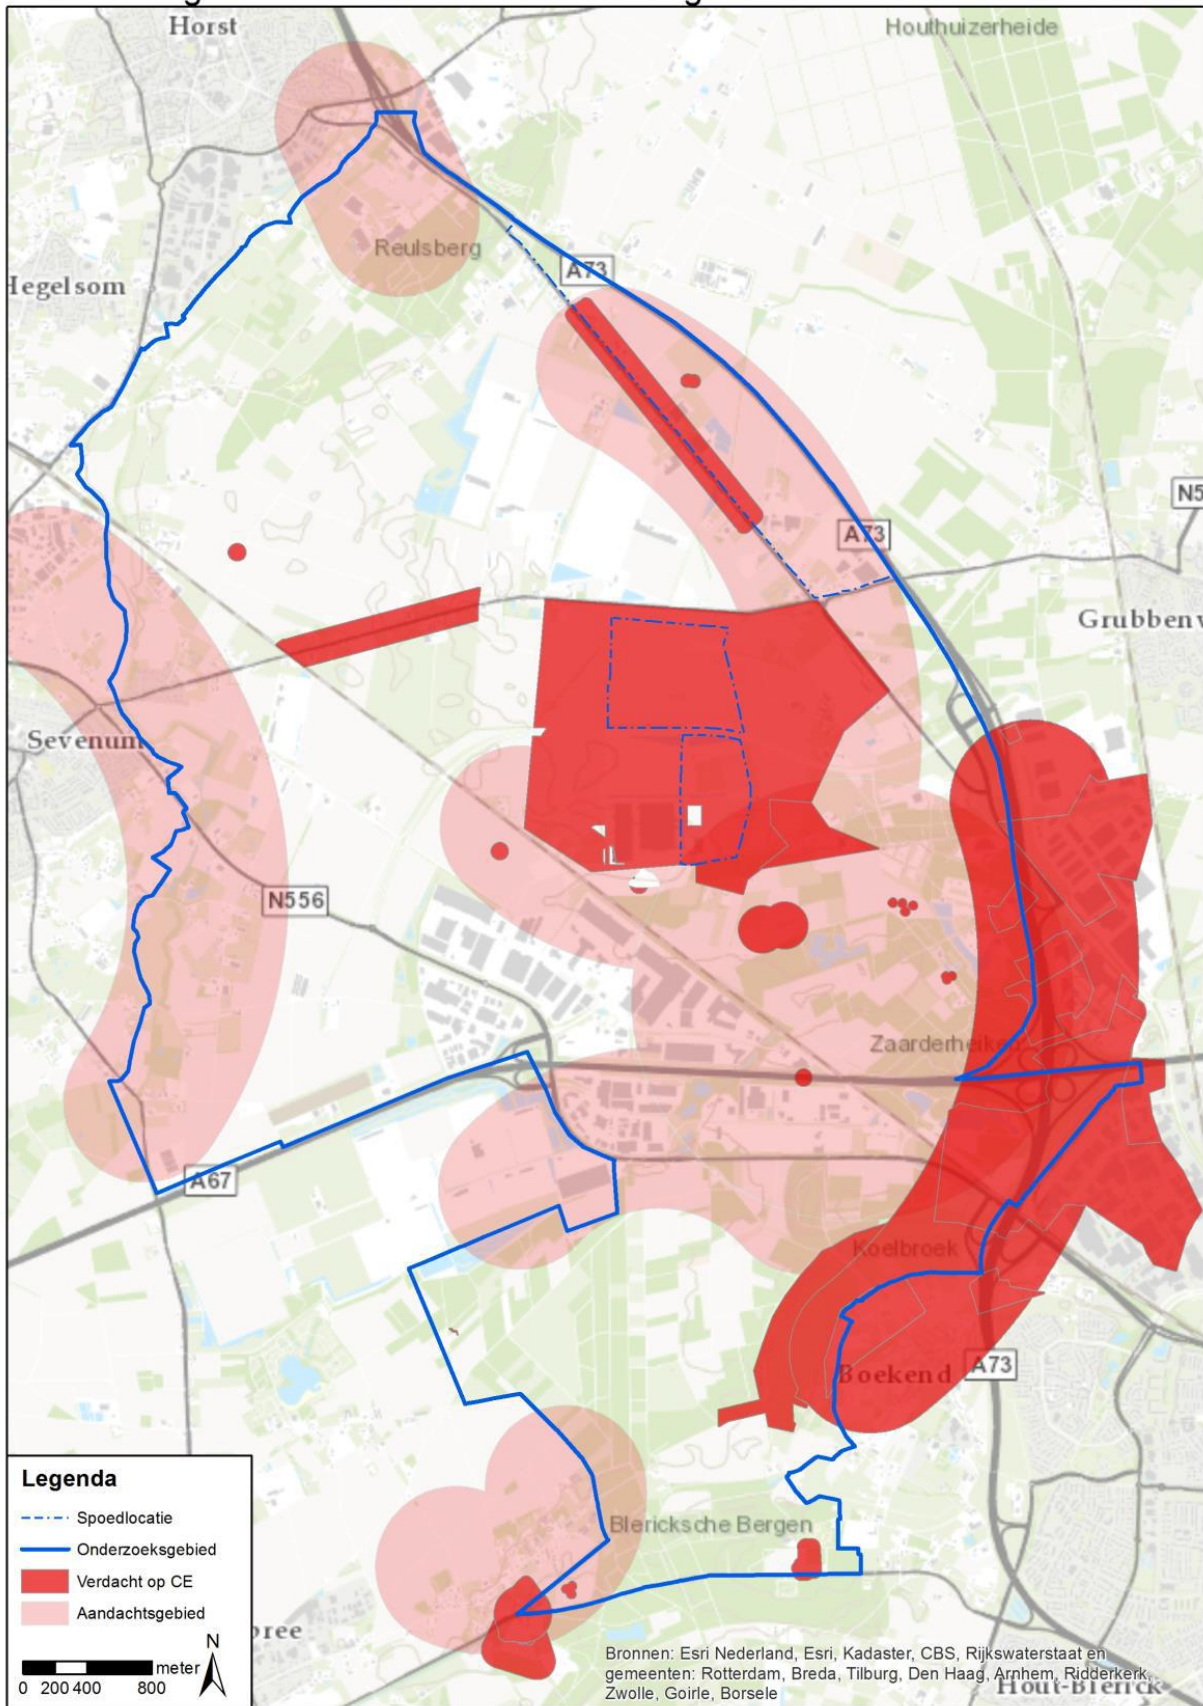 Horst
Houthuizerheide
Reulsberg
A73
Hegelsom
N5
A73
Grubbenv
Sevenum
N556
Zaarderheiken
A67
Koelbroek
Boekend
A73
Legenda
Spoedlocatie
Onderzoeksgebied
Verdacht op CE
Aandachtsgebied
N
meter
0 200 400 800
Blericksche Bergen
bree
Bronnen: Esri Nederland, Esri, Kadaster, CBS, Rijkswaterstaat en
gemeenten: Rotterdam, Breda, Tilburg, Den Haag, Arnhem, Ridderkerk,
Zwolle, Goirle, Borsele
Hout-Blerick